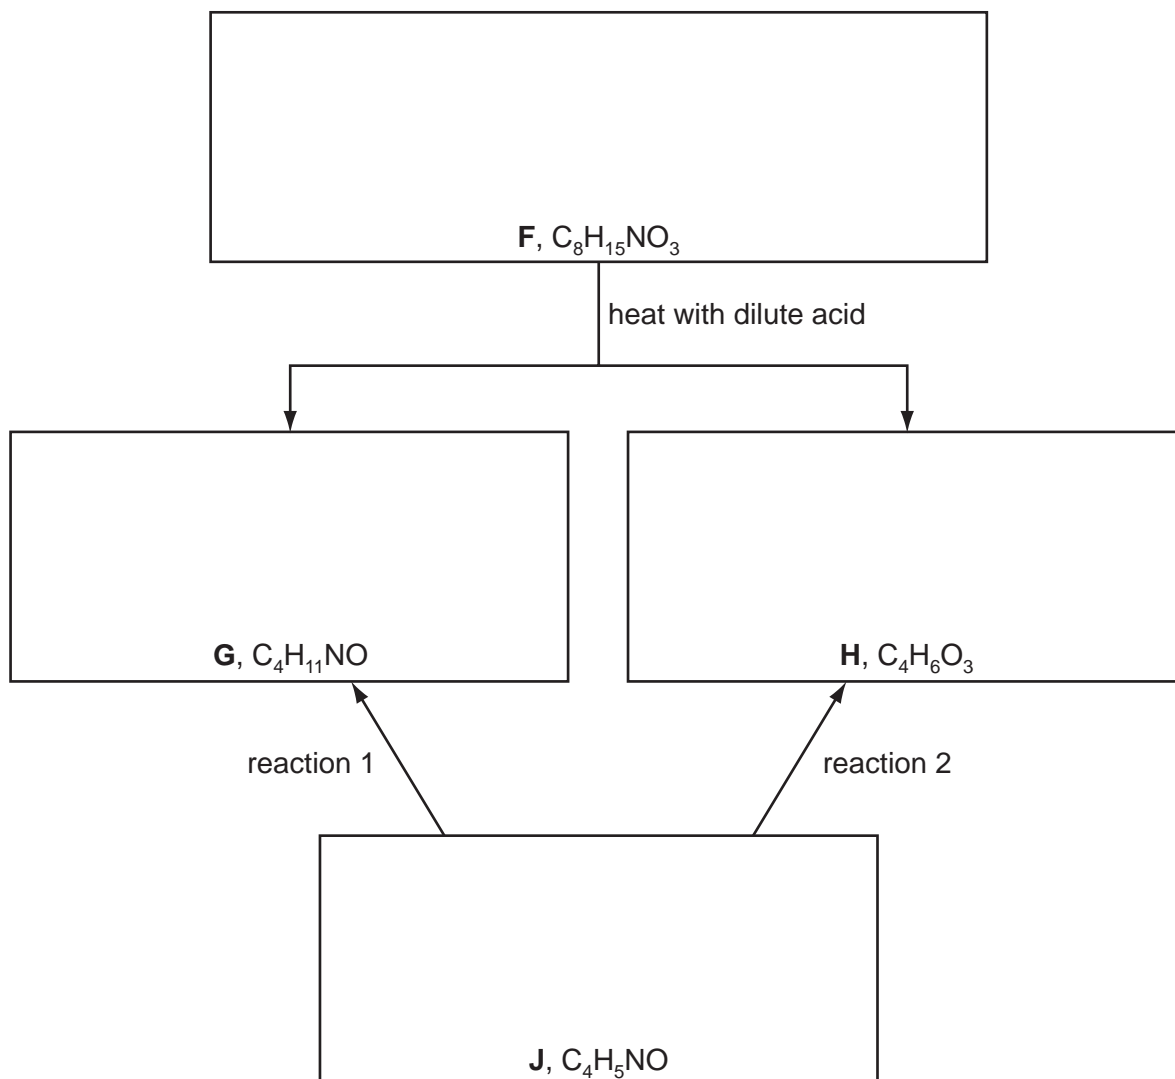 F, C₈H₁₅NO₃
heat with dilute acid
G, C₄H₁₁NO
H, C₄H₆O₃
reaction 1
reaction 2
J, C₄H₅NO